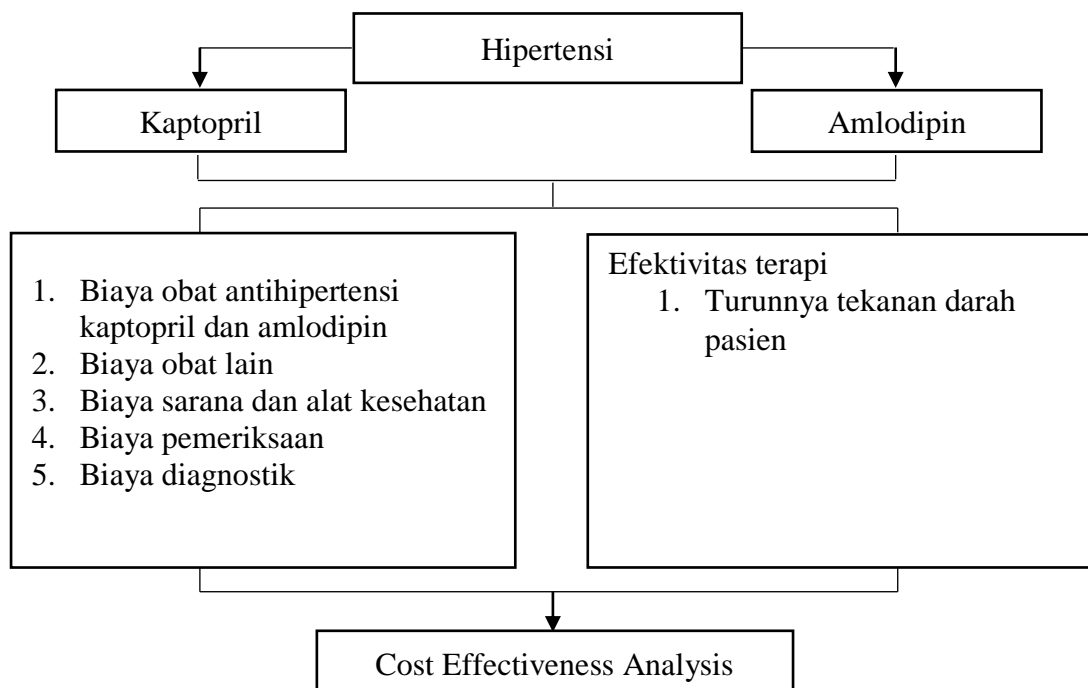 Hipertensi
Kaptopril
Amlodipin
1. Biaya obat antihipertensi
kaptopril dan amlodipin
2. Biaya obat lain
3. Biaya sarana dan alat kesehatan
4. Biaya pemeriksaan
5. Biaya diagnostik
Efektivitas terapi
1. Turunnya tekanan darah
pasien
Cost Effectiveness Analysis